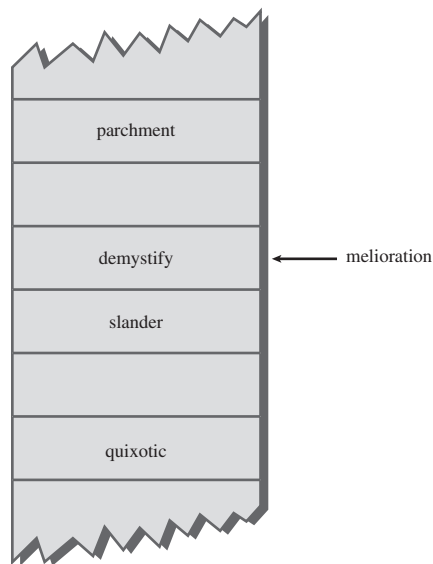 parchment
demystify
melioration
slander
quixotic